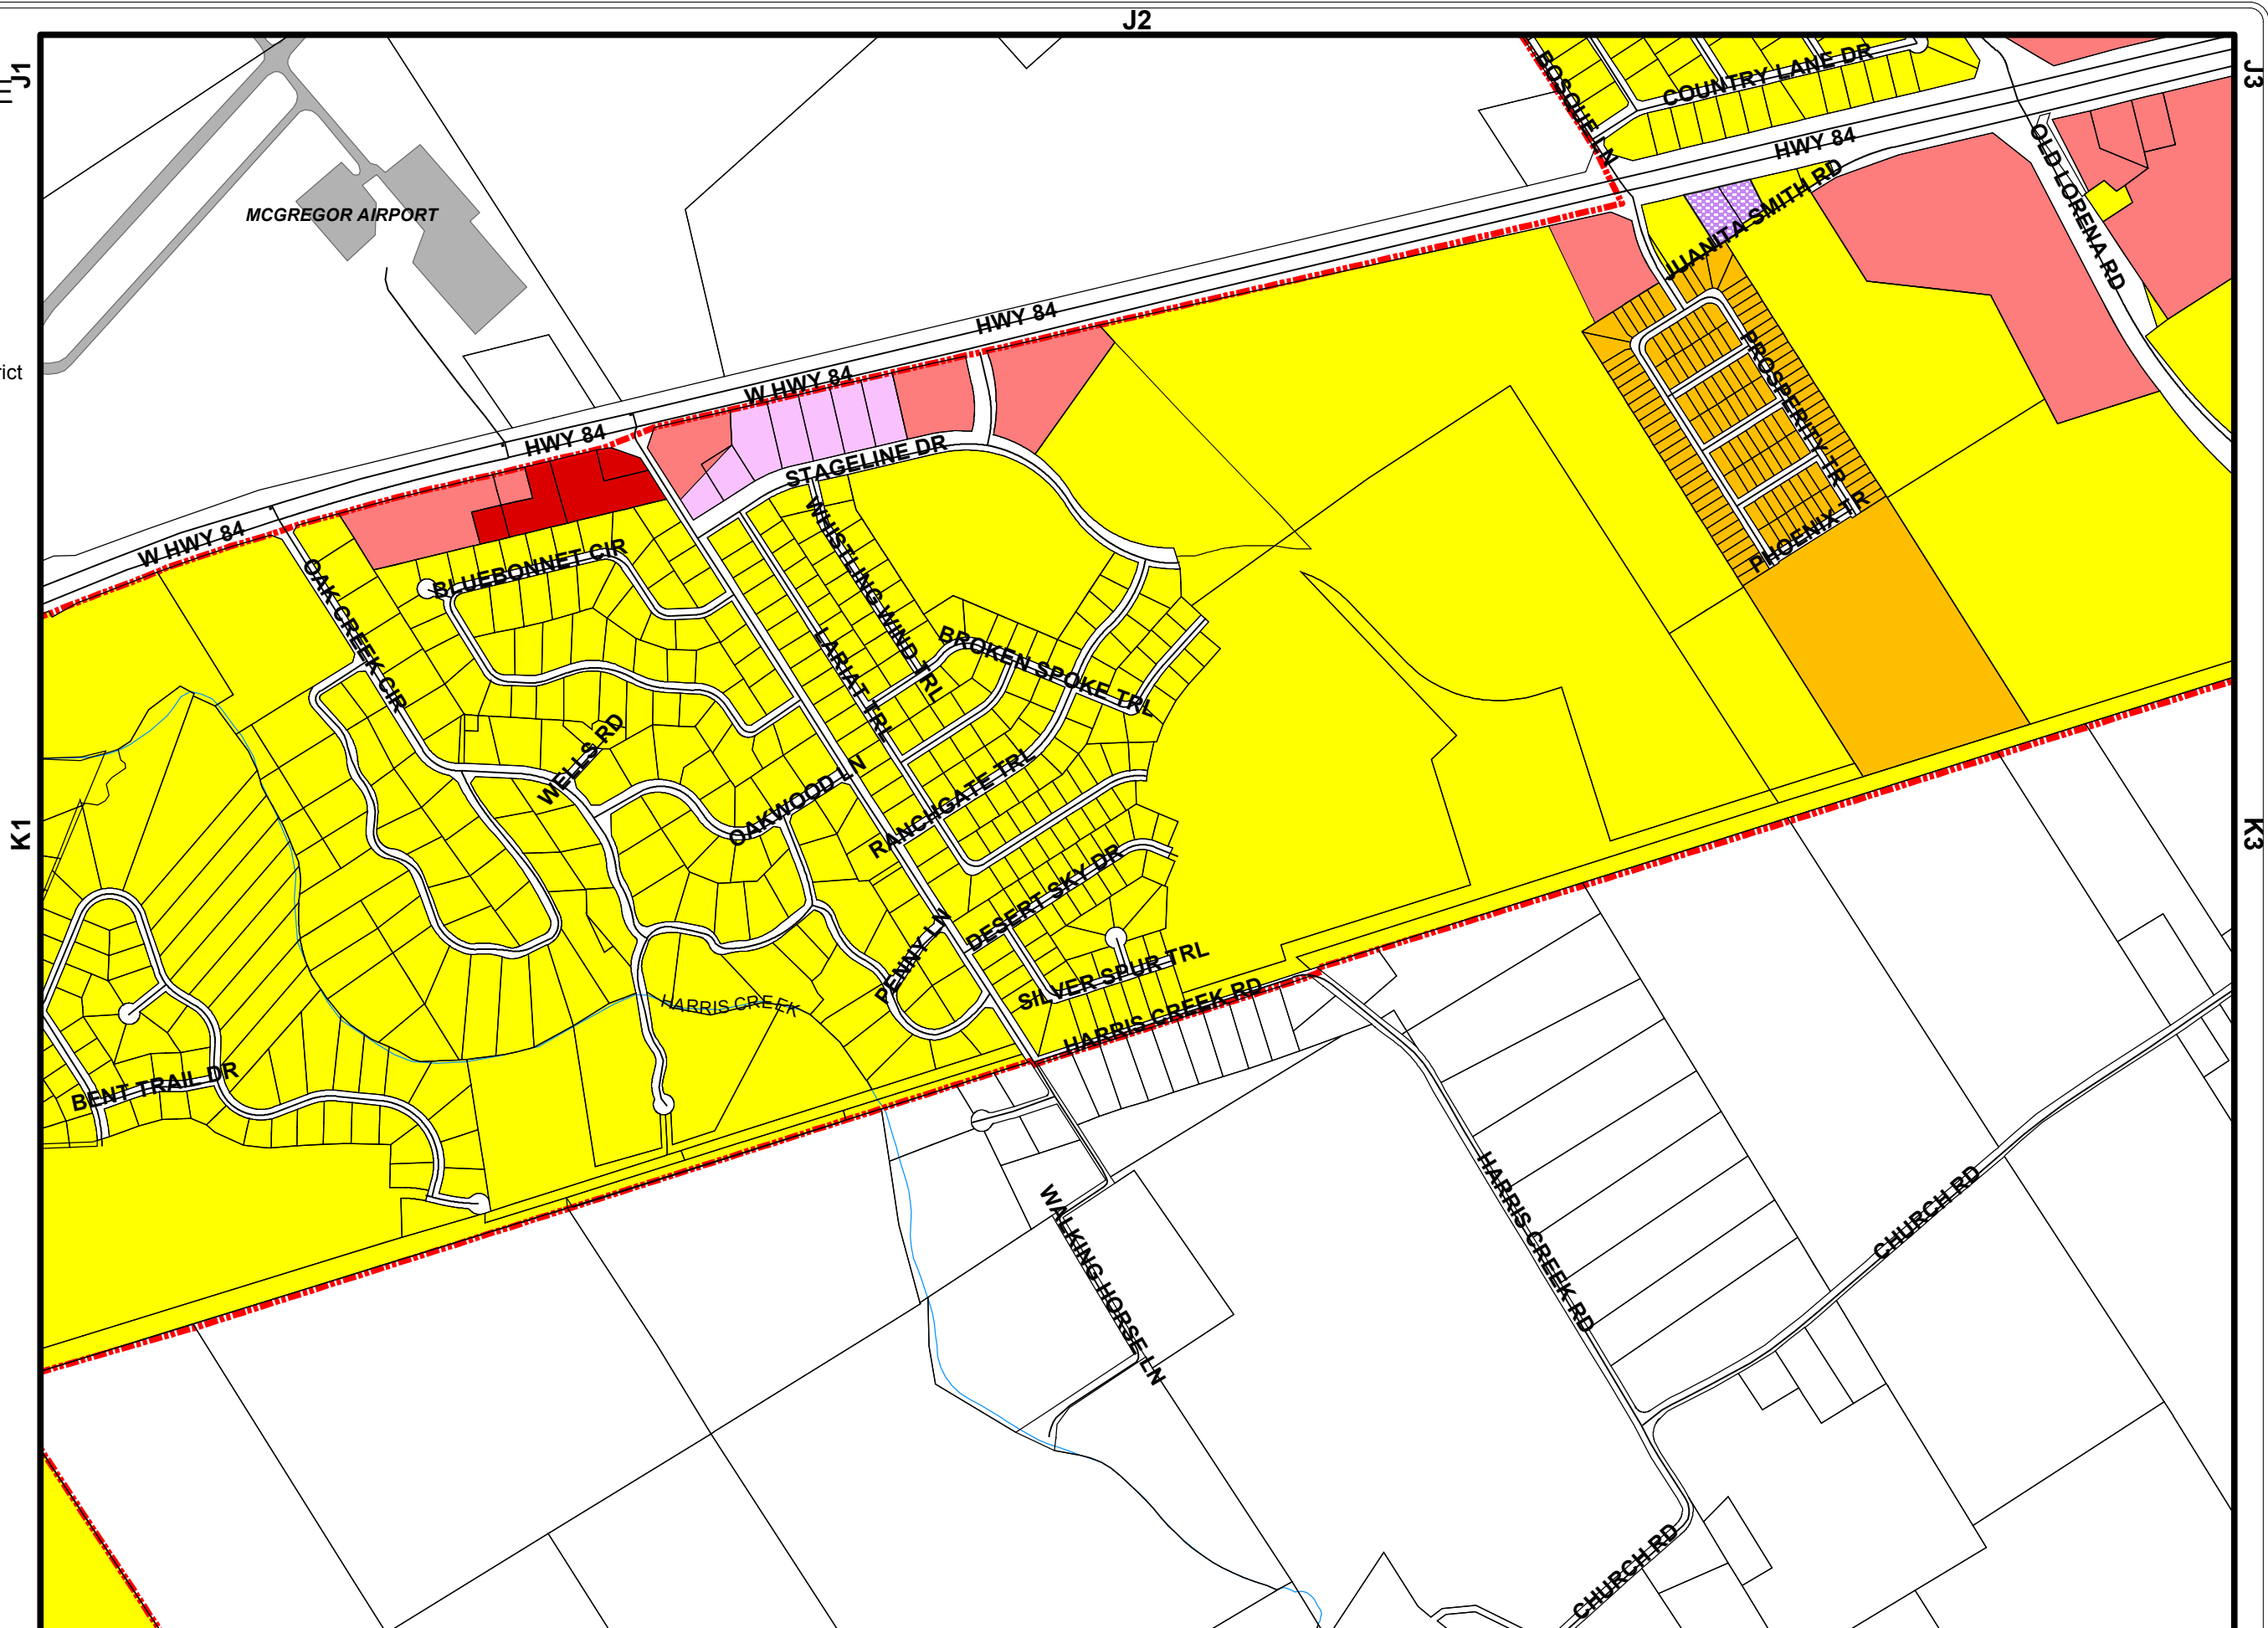 J2
J1
J3
COUNTRY LANE DR
BOSQUE LN
HWY 84
OLD LORENA RD
JUANITA SMITH RD
MCGREGOR AIRPORT
HWY 84
rict
W HWY 84
PROSPERITY TR
HWY 84
STAGELINE DR
W HWY 84
PHOENIX TR
WHISTLING WIND TRL
BLUEBONNET CIR
OAK CREEK CIR
LARIAT TRL
BROKEN SPOKE TRL
WELLS RD
OAKWOOD LN
RANCHGATE TRL
K1
K3
DESERT SKY DR
PENNY LN
SILVER SPUR TRL
HARRIS CREEK
HARRIS CREEK RD
BENT TRAIL DR
WALKING HORSE LN
HARRIS CREEK RD
CHURCH RD
CHURCH RD